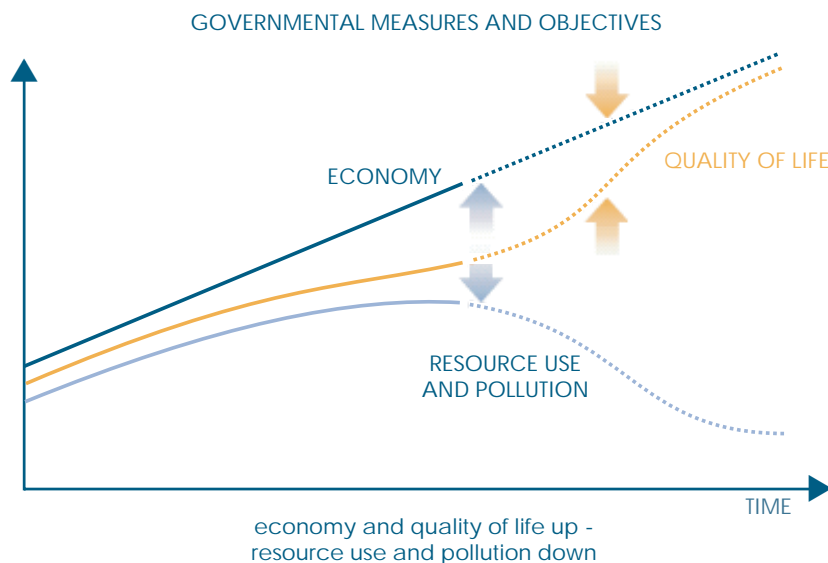 GOVERNMENTAL MEASURES AND OBJECTIVES
ECONOMY
QUALITY OF LIFE
RESOURCE USE
AND POLLUTION
TIME
economy and quality of life up -
resource use and pollution down